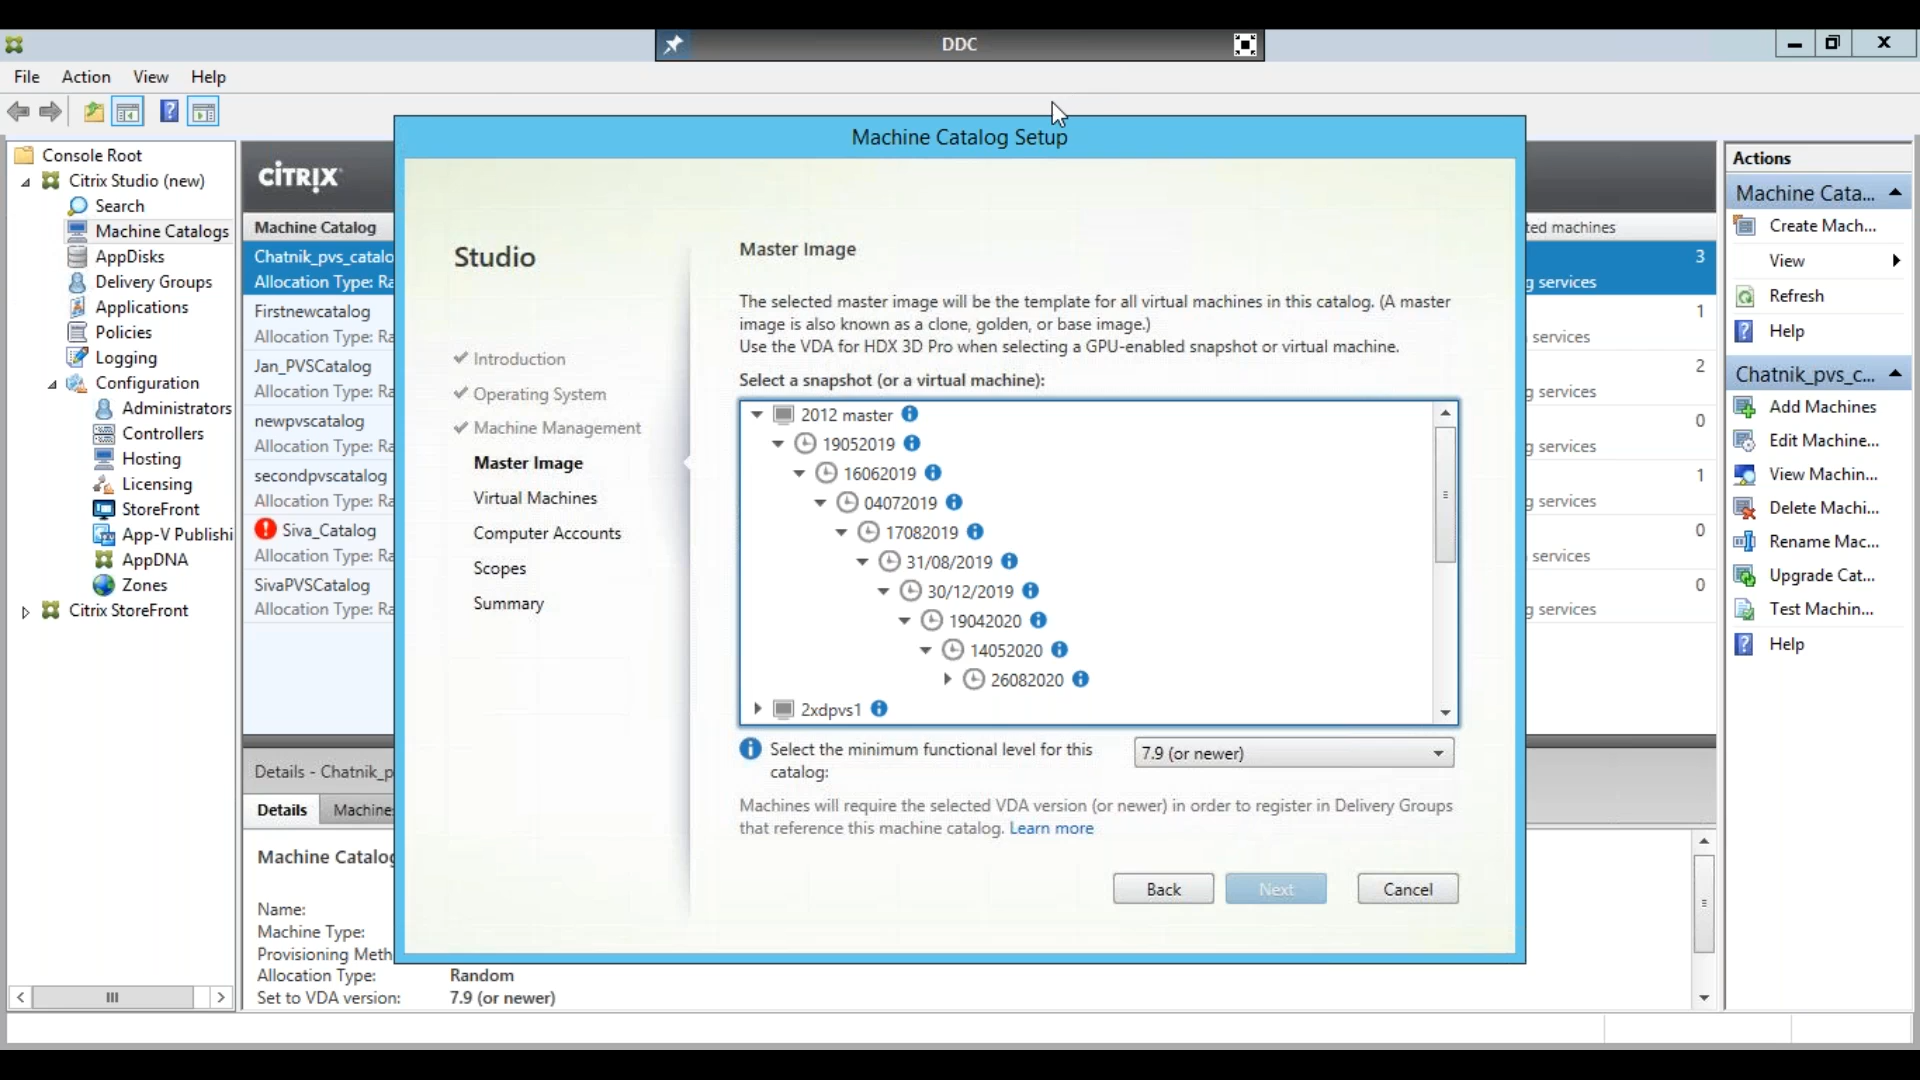 DDC
File Action View Help
Console Root
Citrix Studio (new)
Search
Machine Catalogs
AppDisks
Delivery Groups
Applications
Policies
Logging
Configuration
Administrators
Controllers
Hosting
Licensing
StoreFront
App-V Publishi
AppDNA
Zones
Citrix StoreFront
CİTRIX
Machine Catalog
Chatnik_pvs_catalo
Allocation Type: Ra
Firstnewcatalog
Allocation Type: Ra
Jan_PVSCatalog
Allocation Type: Ra
newpvscatalog
Allocation Type: Ra
secondpvscatalog
Allocation Type: Ra
Siva_Catalog
Allocation Type: Ra
SivaPVSCatalog
Allocation Type: Ra
Details - Chatnik_p
Details
Machine
Machine Catalog
Name:
Machine Type:
Provisioning Meth
Allocation Type: Random
Set to VDA version: 7.9 (or newer)
Machine Catalog Setup
Studio
Introduction
Operating System
Machine Management
Master Image
Virtual Machines
Computer Accounts
Scopes
Summary
Master Image
The selected master image will be the template for all virtual machines in this catalog. (A master
image is also known as a clone, golden, or base image.)
Use the VDA for HDX 3D Pro when selecting a GPU-enabled snapshot or virtual machine.
Select a snapshot (or a virtual machine):
2012 master
19052019
16062019
04072019
17082019
31/08/2019
30/12/2019
19042020
14052020
26082020
2xdpvs1
Select the minimum functional level for this
catalog:
7.9 (or newer)
Machines will require the selected VDA version (or newer) in order to register in Delivery Groups
that reference this machine catalog. Learn more
Back
Next
Cancel
ted machines
3
g services
1
services
2
g services
0
g services
1
g services
0
services
0
g services
Actions
Machine Cata...
Create Mach...
View
Refresh
Help
Chatnik_pvs_c...
Add Machines
Edit Machine...
View Machin...
Delete Machi...
Rename Mac...
Upgrade Cat...
Test Machin...
Help